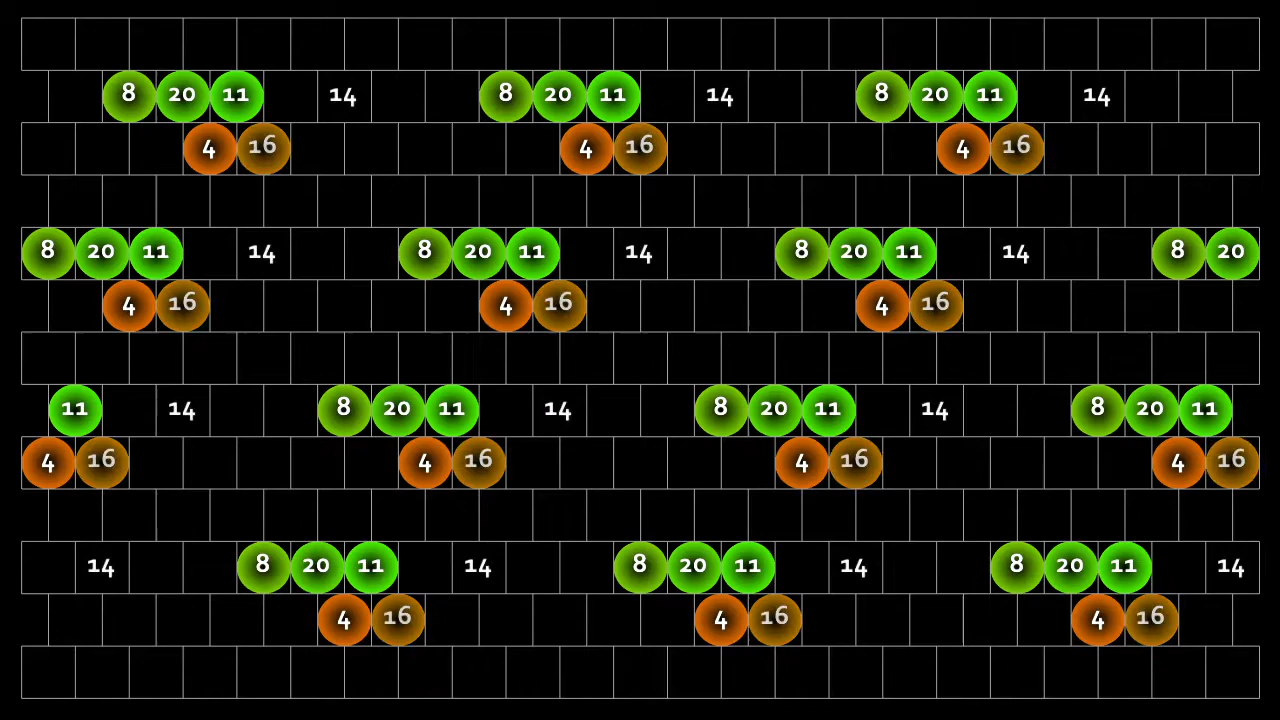 8 20 11 14 8 20 11 14 8 20 11 14
4 16 4 16 4 16
8 20 11 14 8 20 11 14 8 20 11 14 8 20
4 16 4 16 4 16
11 14 8 20 11 14 8 20 11 14 8 20 11
4 16 4 16 4 16 4 16
14 8 20 11 14 8 20 11 14 8 20 11 14
4 16 4 16 4 16